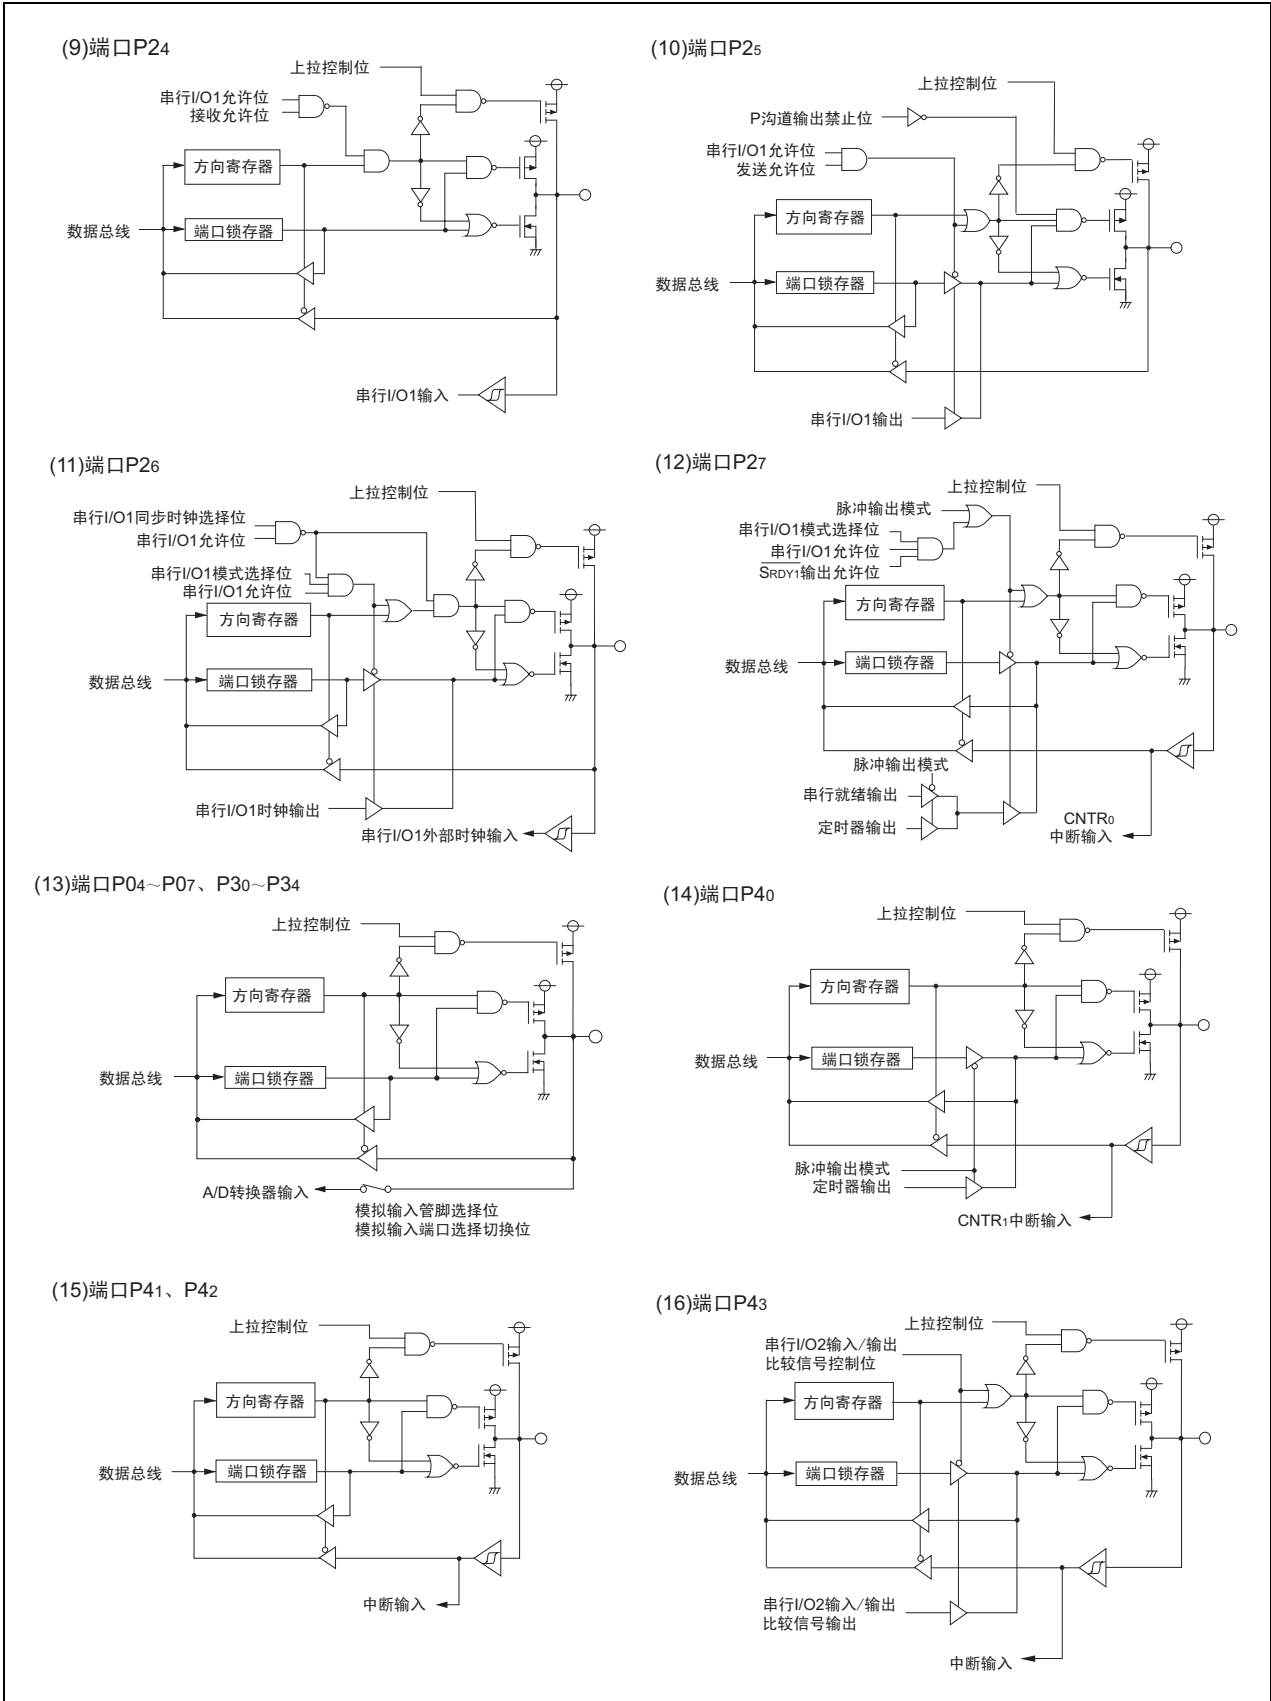 (9)端口P24
上拉控制位
串行I/O1允许位
接收允许位
方向寄存器
数据总线
端口锁存器
串行I/O1输入
(10)端口P25
上拉控制位
P沟道输出禁止位
串行I/O1允许位
发送允许位
方向寄存器
数据总线
端口锁存器
串行I/O1输出
(11)端口P26
上拉控制位
串行I/O1同步时钟选择位
串行I/O1允许位
串行I/O1模式选择位
串行I/O1允许位
方向寄存器
数据总线
端口锁存器
串行I/O1时钟输出
串行I/O1外部时钟输入
(12)端口P27
上拉控制位
脉冲输出模式
串行I/O1模式选择位
串行I/O1允许位
SRDY1输出允许位
方向寄存器
数据总线
端口锁存器
脉冲输出模式
串行就绪输出
定时器输出
CNTR0
中断输入
(13)端口P04～P07、P30～P34
上拉控制位
方向寄存器
数据总线
端口锁存器
A/D转换器输入
模拟输入管脚选择位
模拟输入端口选择切换位
(14)端口P40
上拉控制位
方向寄存器
数据总线
端口锁存器
脉冲输出模式
定时器输出
CNTR1中断输入
(15)端口P41、P42
上拉控制位
方向寄存器
数据总线
端口锁存器
中断输入
(16)端口P43
上拉控制位
串行I/O2输入/输出
比较信号控制位
方向寄存器
数据总线
端口锁存器
串行I/O2输入/输出
比较信号输出
中断输入